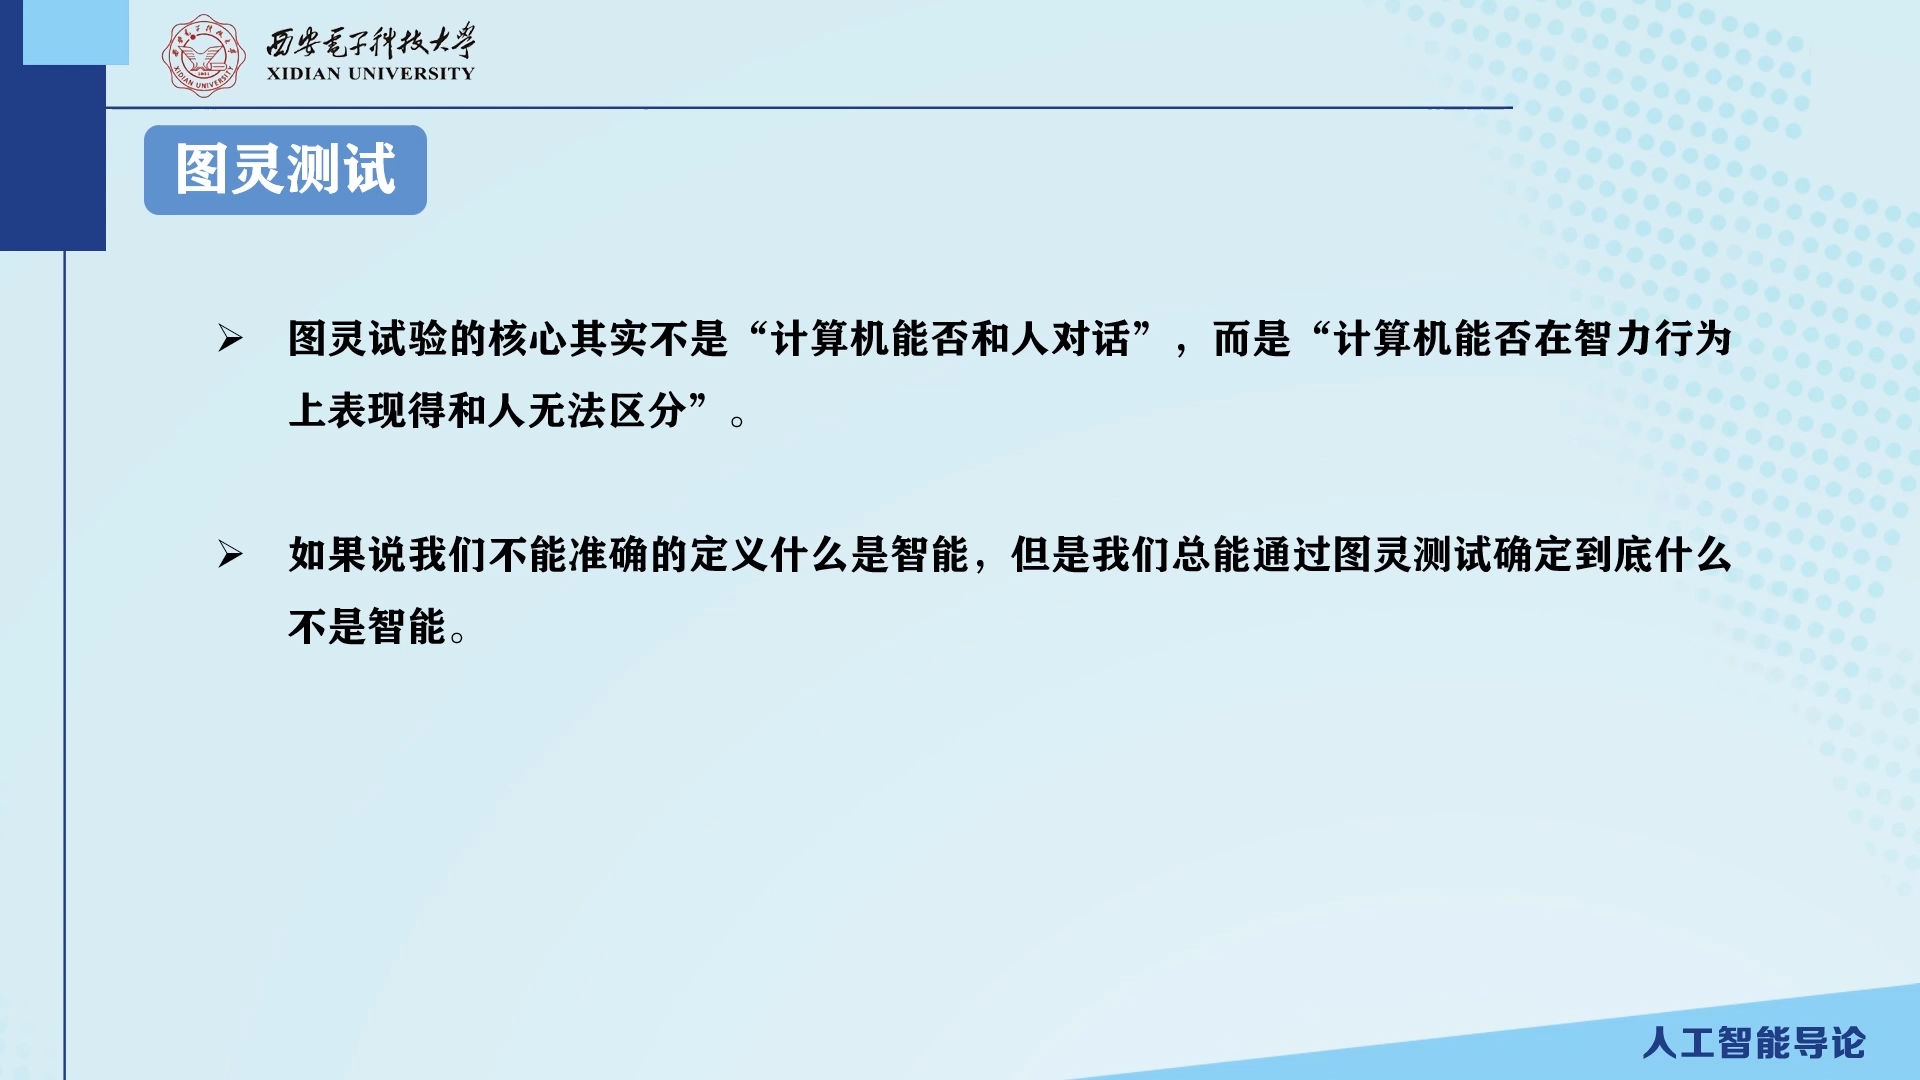 西安电子科技大学
XIDIAN UNIVERSITY
图灵测试
图灵试验的核心其实不是“计算机能否和人对话”，而是“计算机能否在智力行为
上表现得和人无法区分”。
如果说我们不能准确的定义什么是智能，但是我们总能通过图灵测试确定到底什么
不是智能。
人工智能导论